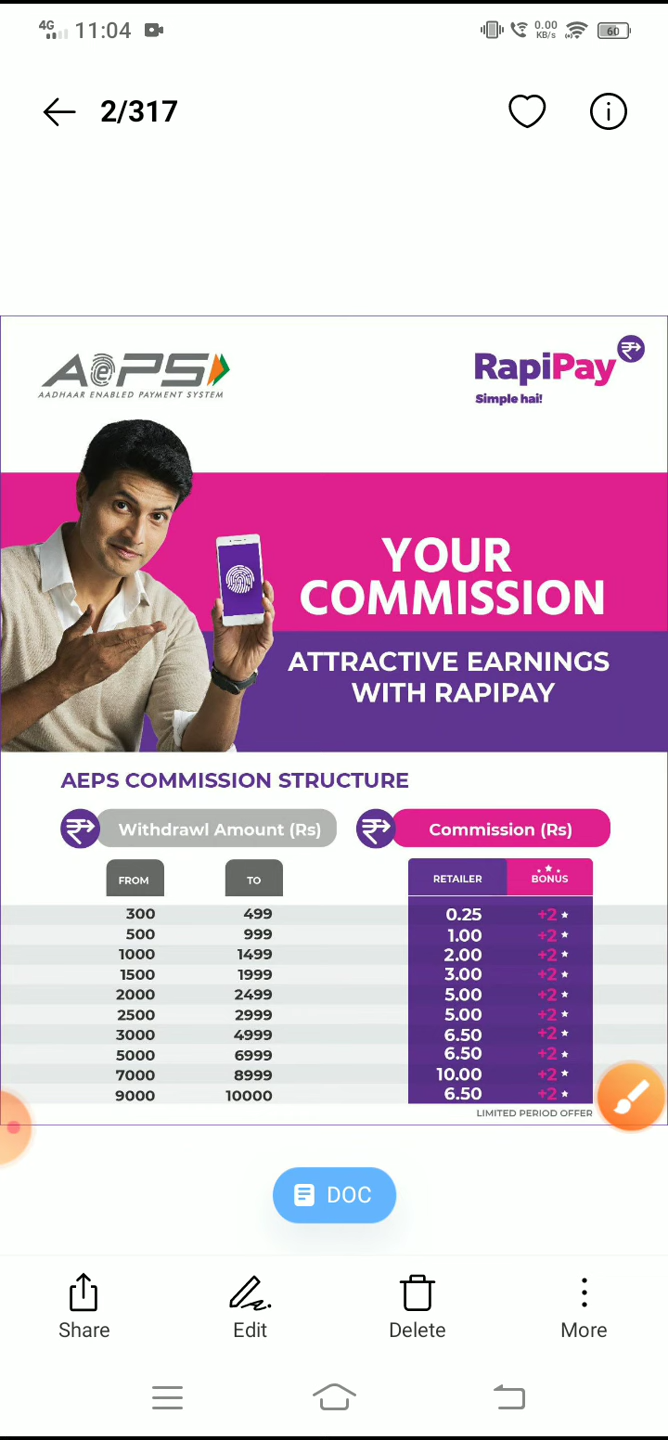 4G 11:04 0.00 KB/s 60
2/317
AePS
AADHAAR ENABLED PAYMENT SYSTEM
RapiPay
Simple hai!
YOUR
COMMISSION
ATTRACTIVE EARNINGS
WITH RAPIPAY
AEPS COMMISSION STRUCTURE
Withdrawl Amount (Rs) Commission (Rs)
FROM TO RETAILER BONUS
300 499 0.25 +2
500 999 1.00 +2
1000 1499 2.00 +2
1500 1999 3.00 +2
2000 2499 5.00 +2
2500 2999 5.00 +2
3000 4999 6.50 +2
5000 6999 6.50 +2
7000 8999 10.00 +2
9000 10000 6.50 +2
LIMITED PERIOD OFFER
DOC
Share Edit Delete More